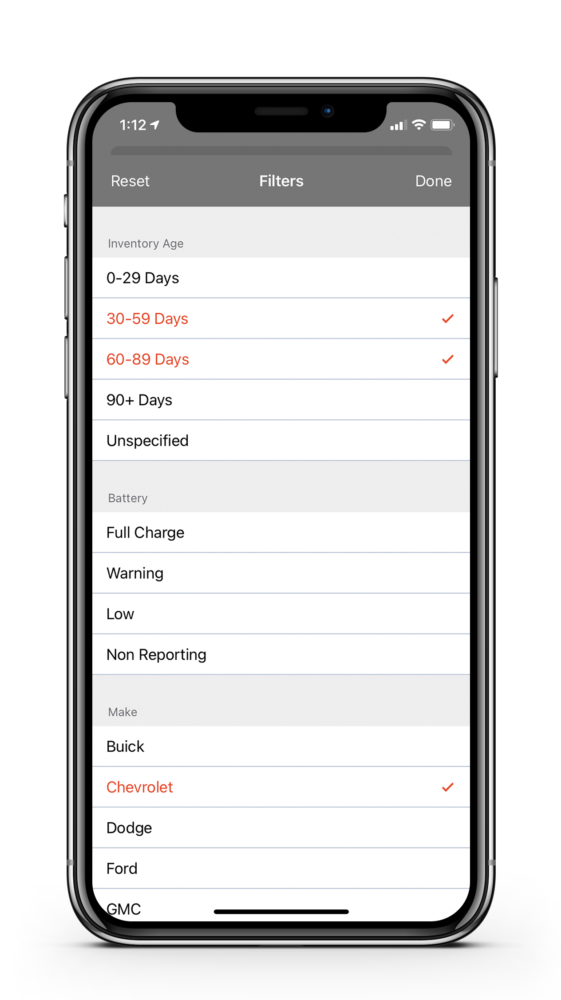 1:12
Reset Filters Done
Inventory Age
0-29 Days
30-59 Days
60-89 Days
90+ Days
Unspecified
Battery
Full Charge
Warning
Low
Non Reporting
Make
Buick
Chevrolet
Dodge
Ford
GMC